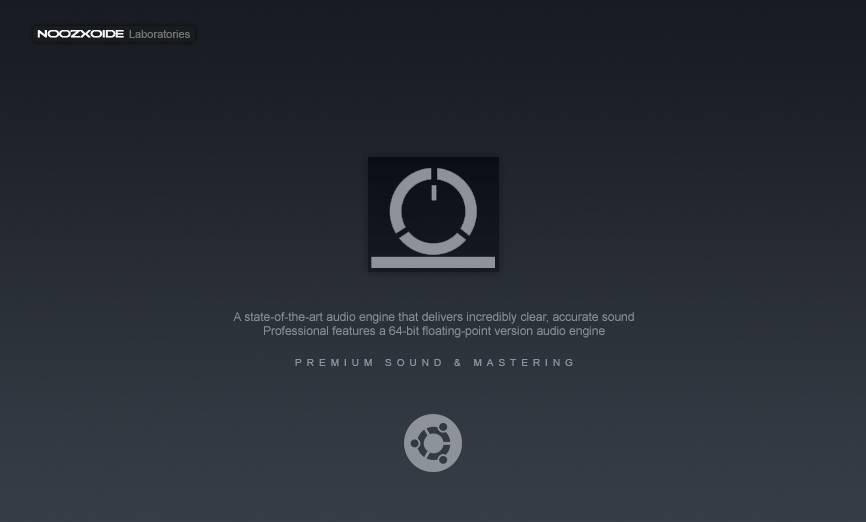 NOOZXOIDE Laboratories
A state-of-the-art audio engine that delivers incredibly clear, accurate sound
Professional features a 64-bit floating-point version audio engine
PREMIUM SOUND & MASTERING